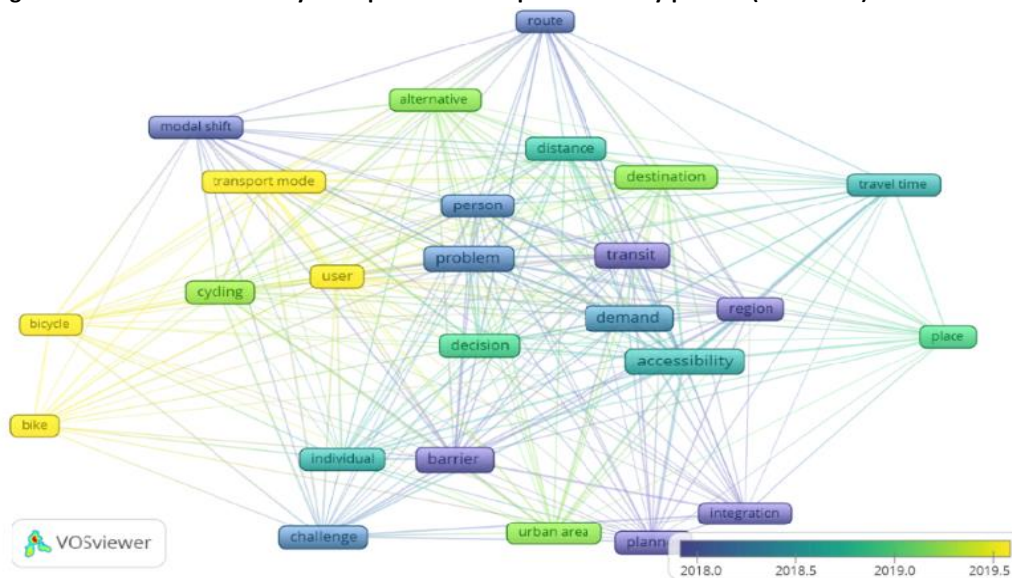 route
alternative
modal shift
distance
destination
transport mode
travel time
person
transit
problem
user
cycling
region
demand
bicycle
place
decision
accessibility
bike
individual
barrier
integration
urban area
challenge
VOSviewer
2018.0 2018.5 2019.0 2019.5